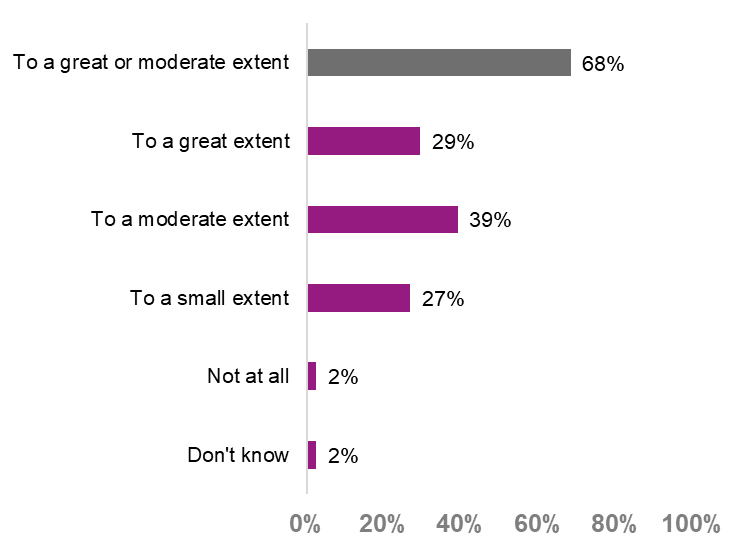 To a great or moderate extent 68%
To a great extent 29%
To a moderate extent 39%
To a small extent 27%
Not at all 2%
Don't know 2%
0% 20% 40% 60% 80% 100%